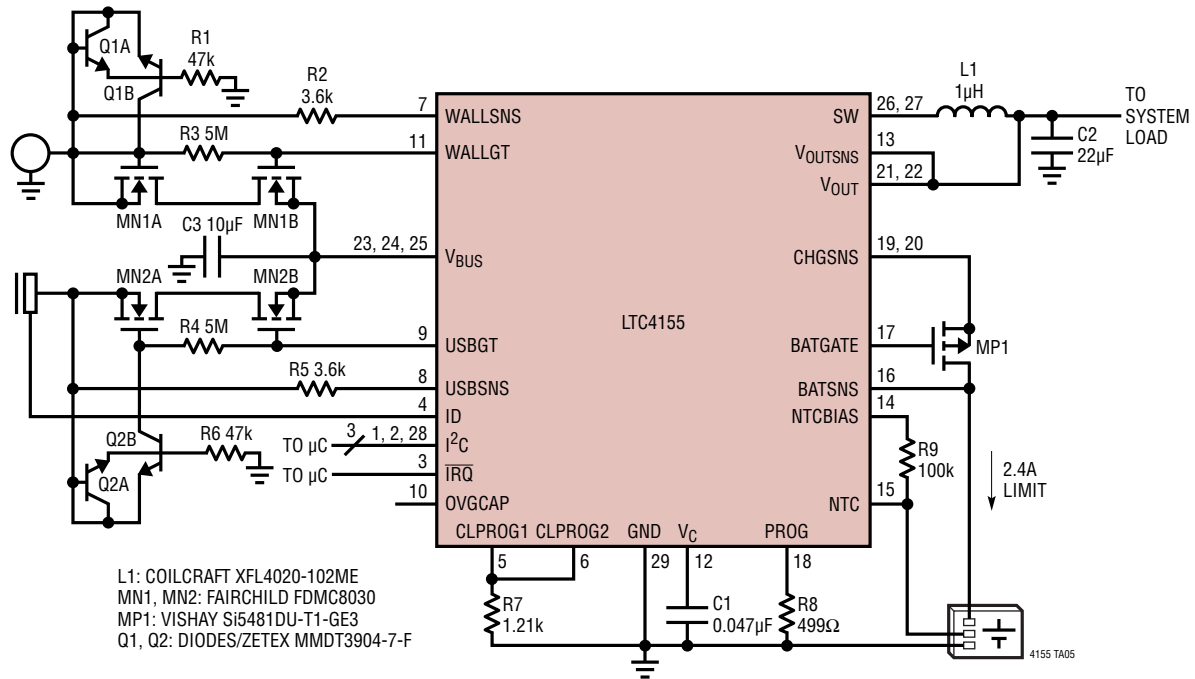 Q1A
R1
47k
Q1B
R2
3.6k
7
WALLSNS
R3 5M
11
WALLGT
MN1A
MN1B
C3 10µF
23, 24, 25
VBUS
MN2A
MN2B
R4 5M
9
USBGT
R5 3.6k
8
USBSNS
4
ID
Q2B
R6 47k
TO µC
3
1, 2, 28
I2C
Q2A
TO µC
3
IRQ
10
OVGCAP
LTC4155
SW
26, 27
L1
1µH
TO
SYSTEM
LOAD
C2
22µF
VOUTSNS
13
VOUT
21, 22
CHGSNS
19, 20
BATGATE
17
MP1
BATSNS
16
NTCBIAS
14
R9
100k
2.4A
LIMIT
NTC
15
CLPROG1 CLPROG2 GND VC PROG
5
6
29
12
18
R7
1.21k
C1
0.047µF
R8
499Ω
L1: COILCRAFT XFL4020-102ME
MN1, MN2: FAIRCHILD FDMC8030
MP1: VISHAY Si5481DU-T1-GE3
Q1, Q2: DIODES/ZETEX MMDT3904-7-F
4155 TA05